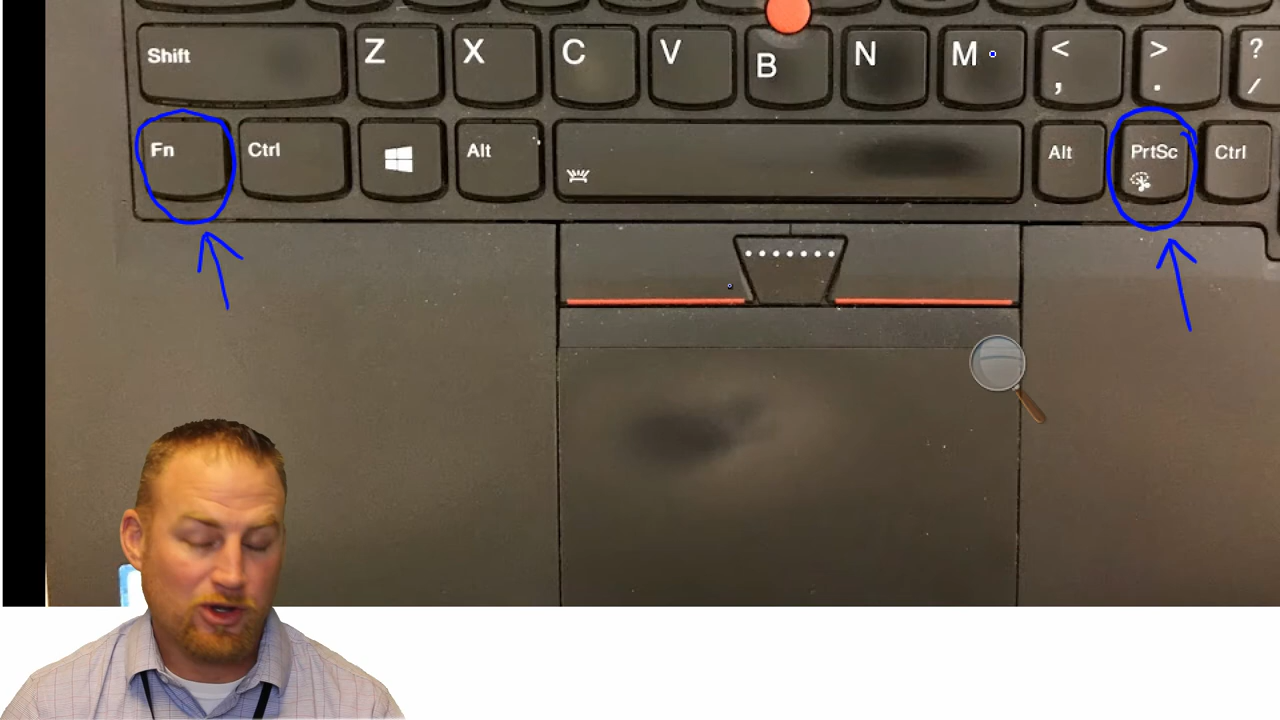 Shift Z X C V B N M < >  ?
, . /
Fn Ctrl Alt Alt PrtSc Ctrl